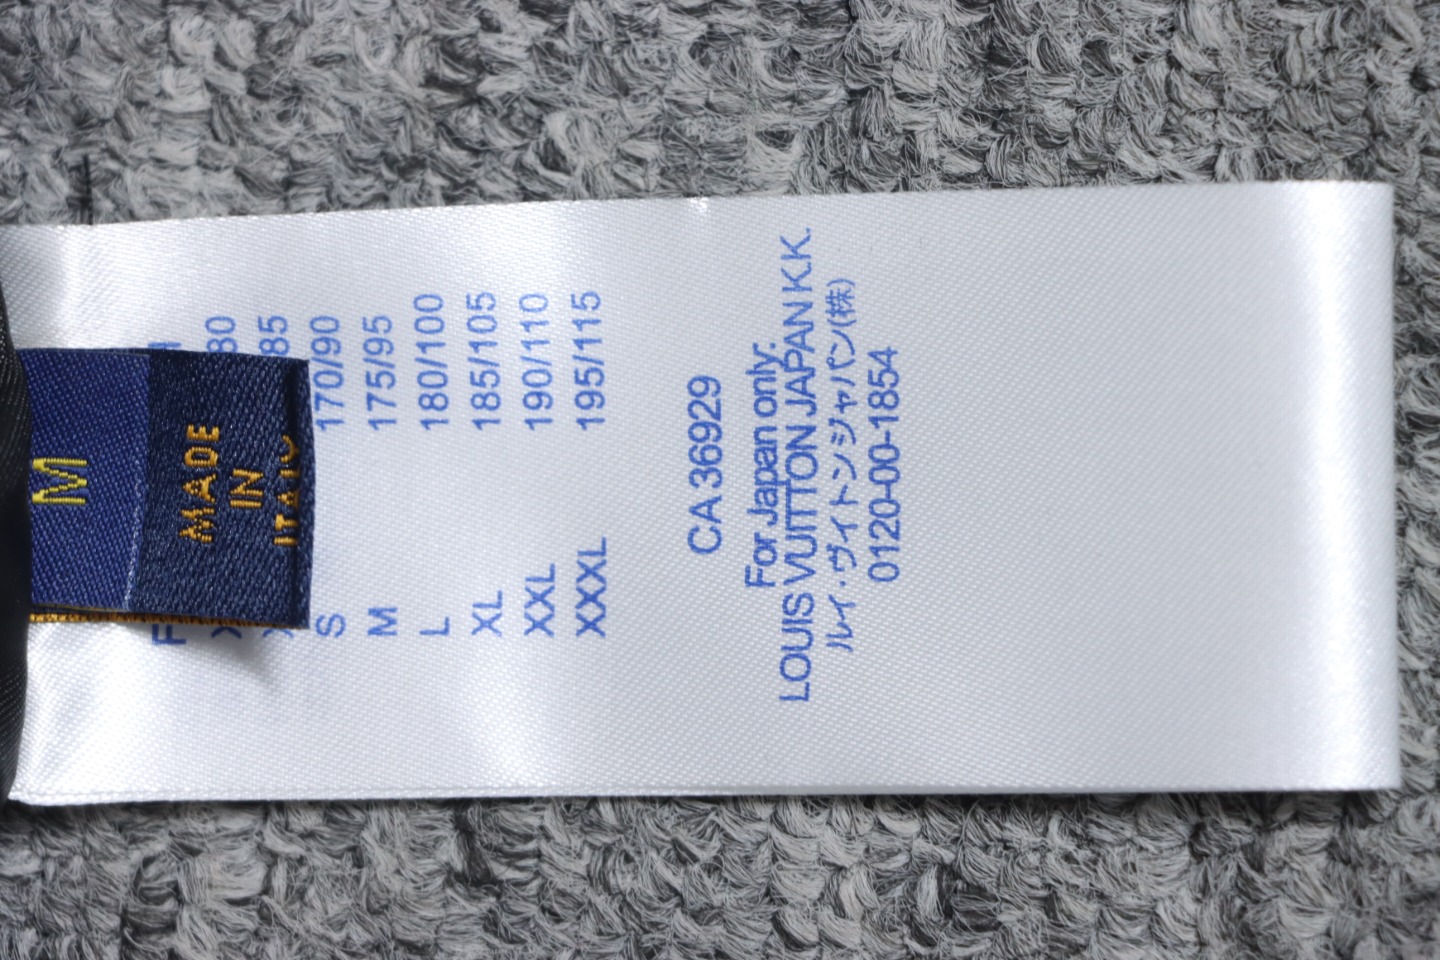 M
MADE
IN
S 170/90
M 175/95
L 180/100
XL 185/105
XXL 190/110
XXXL 195/115
CA 36929
For Japan only:
LOUIS VUITTON JAPAN K.K.
ルイ・ヴィトンジャパン(株)
0120-00-1854